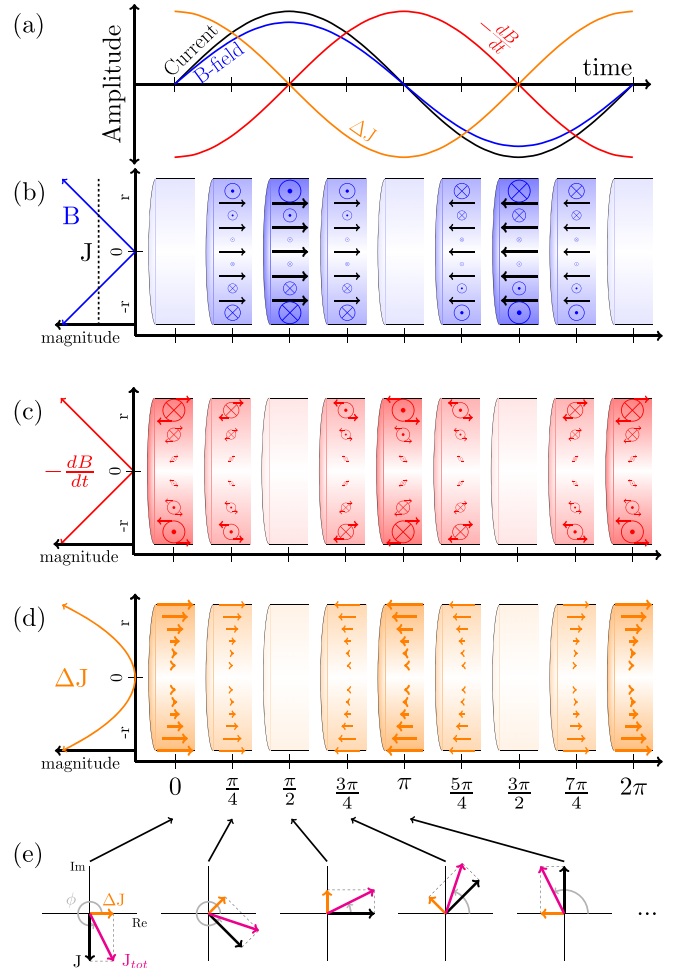 (a)
Amplitude
Current
B-field
−dB/dt
ΔJ
time
(b)
B
J
r
0
-r
magnitude
(c)
−dB/dt
r
0
-r
magnitude
(d)
ΔJ
r
0
-r
magnitude
0 π/4 π/2 3π/4 π 5π/4 3π/2 7π/4 2π
(e)
Im
ϕ
ΔJ
Re
J
J_tot
...